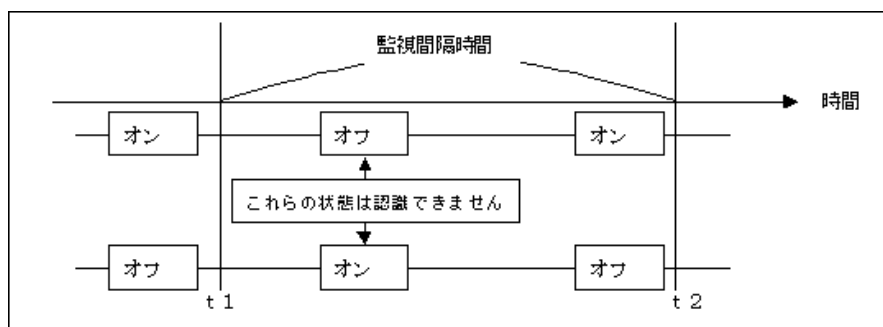 監視間隔時間
時間
オン オフ オン
これらの状態は認識できません
オフ オン オフ
ｔ１ ｔ２